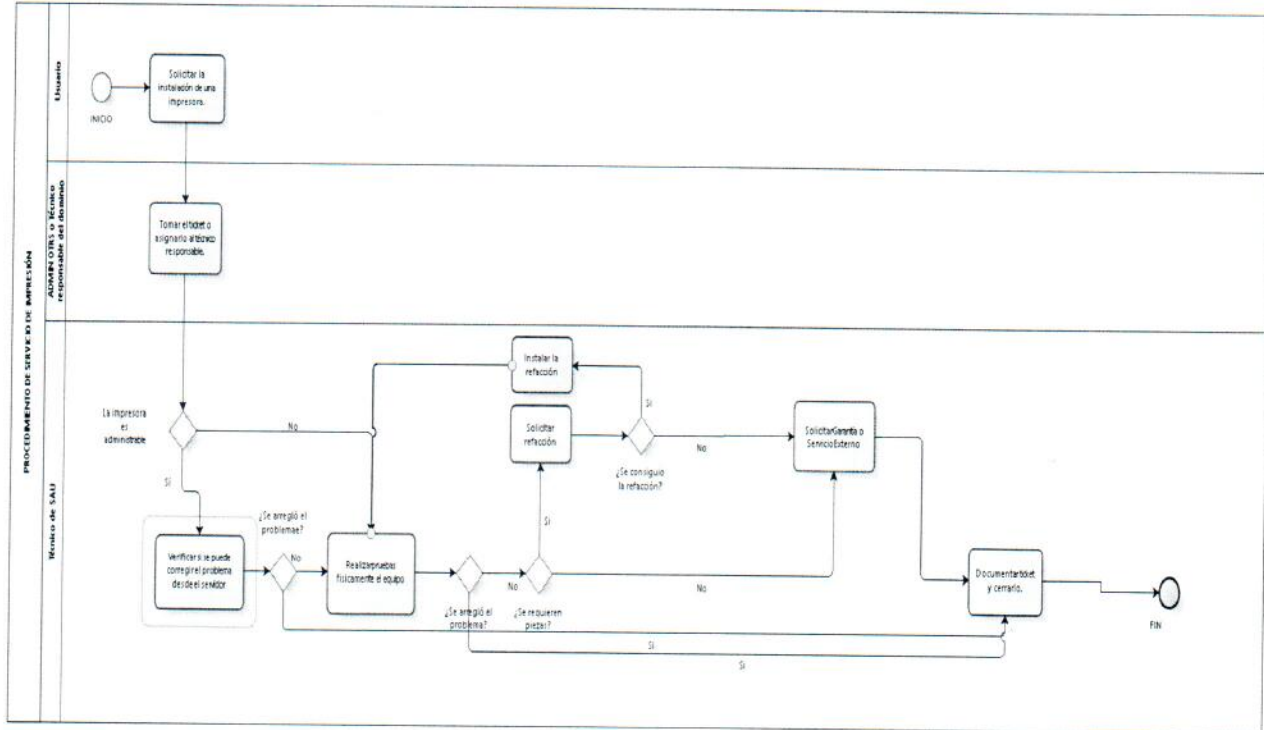 PROCEDIMIENTO DE SERVICIO DE IMPRESIÓN
Usuario
INICIO
Solicitar la
instalación de una
impresora.
ADMIN OTRS o Técnico
responsable del dominio
Tomar el ticket o
asignarlo al técnico
responsable.
Técnico de SAU
La impresora
es
administrable
No
Sí
Verificar si se puede
corregir el problema
desde el servidor
¿Se arregló el
problemae?
No
Sí
Realizar pruebas
fisicamente el equipo
¿Se arregló el
problema?
No
Sí
¿Se requieren
piezar?
Sí
No
Solicitar
refacción
¿Se consiguio
la refacción?
Sí
No
Instalar la
refacción
Solicitar Garantía o
Servicio Externo
Documentar ticket
y cerrarlo.
FIN